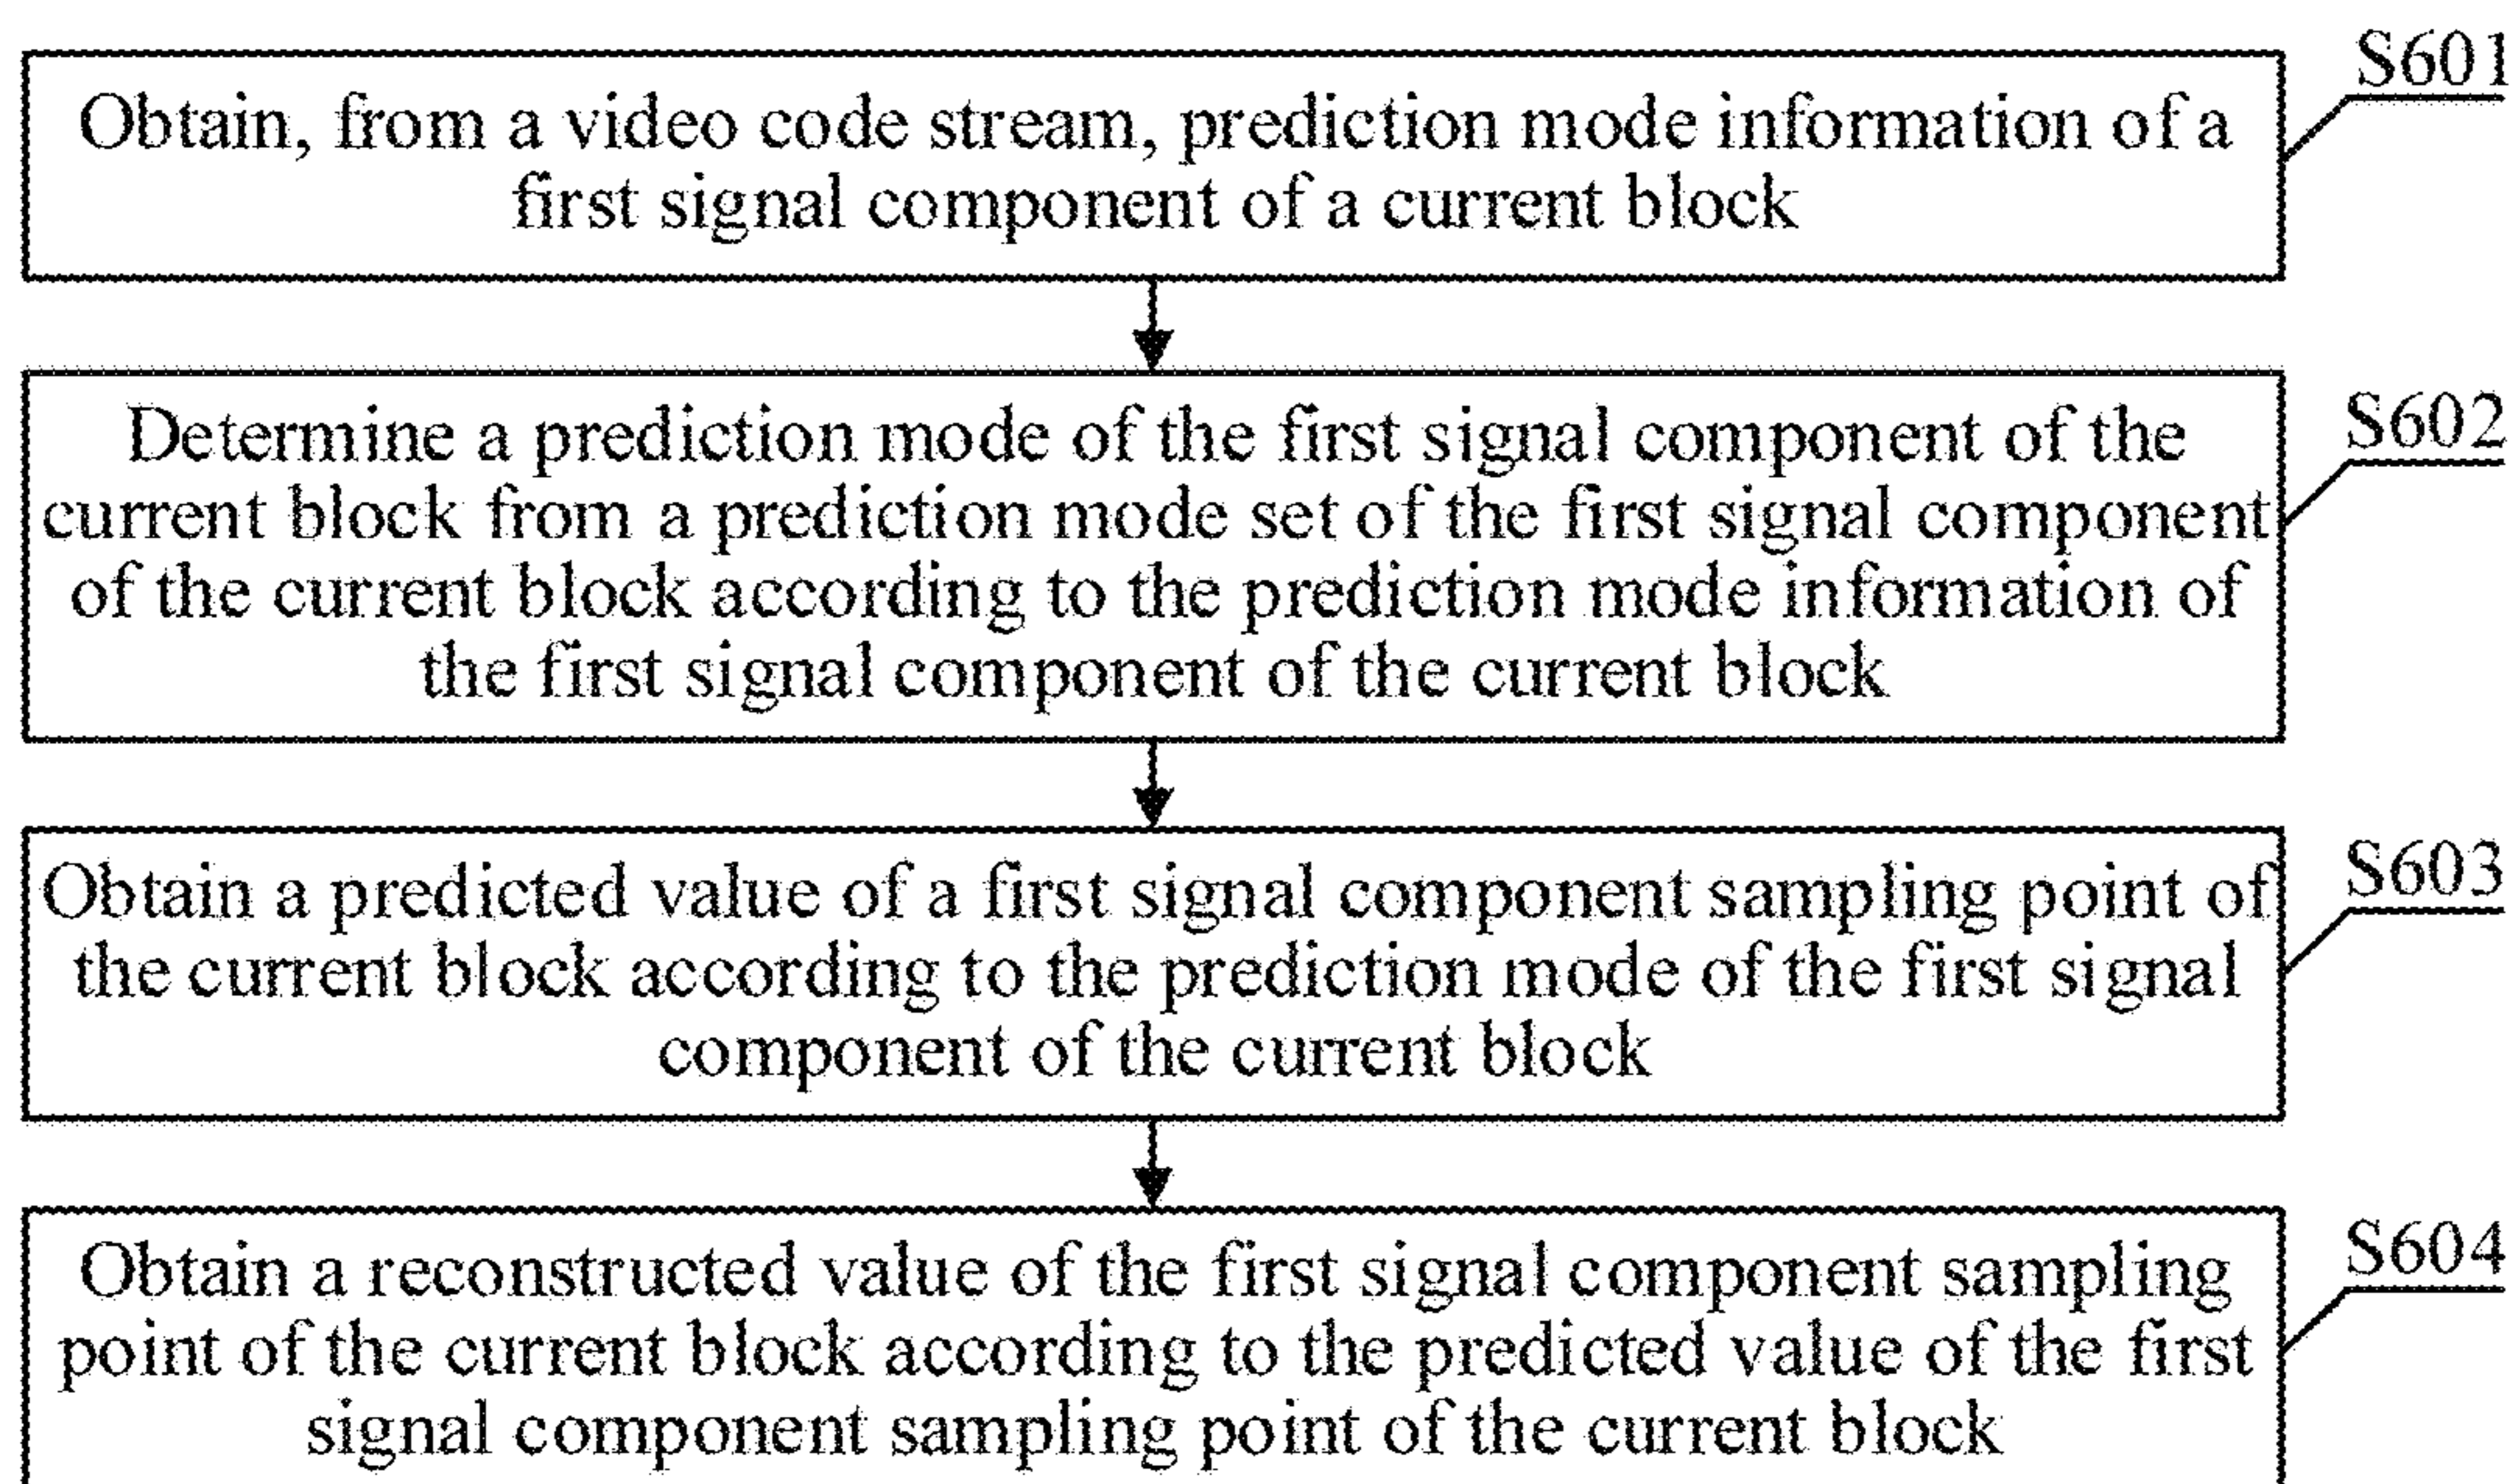 S601
Obtain, from a video code stream, prediction mode information of a
first signal component of a current block
S602
Determine a prediction mode of the first signal component of the
current block from a prediction mode set of the first signal component
of the current block according to the prediction mode information of
the first signal component of the current block
S603
Obtain a predicted value of a first signal component sampling point of
the current block according to the prediction mode of the first signal
component of the current block
S604
Obtain a reconstructed value of the first signal component sampling
point of the current block according to the predicted value of the first
signal component sampling point of the current block